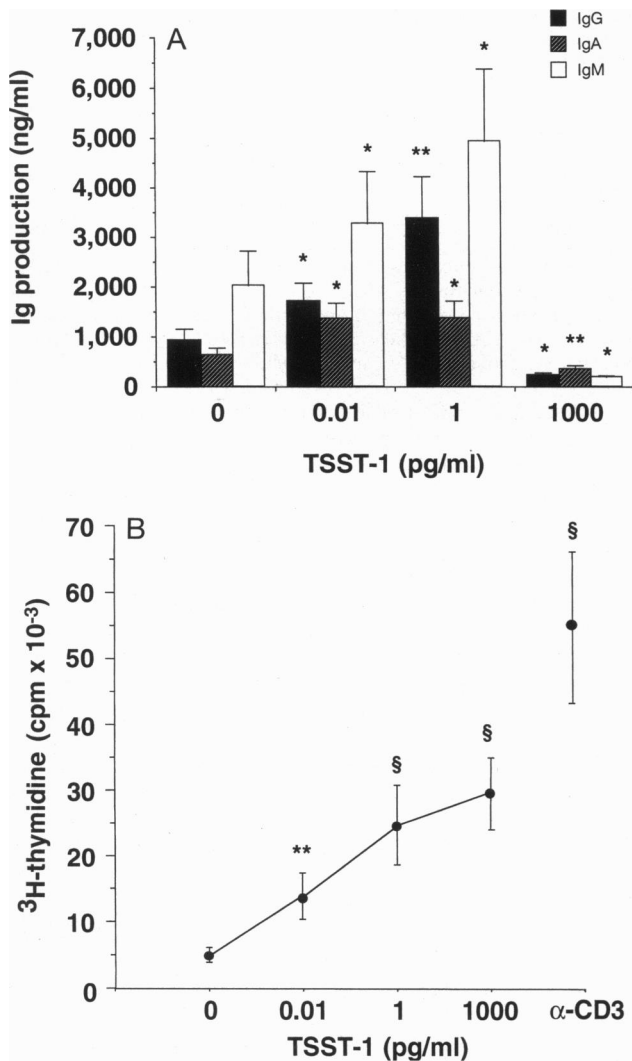 A
IgG
IgA
IgM
Ig production (ng/ml)
7,000
6,000
5,000
4,000
3,000
2,000
1,000
0
* * *
** * *
* ** *
0 0.01 1 1000
TSST-1 (pg/ml)
B
³H-thymidine (cpm x 10⁻³)
70
60
50
40
30
20
10
0
** § § §
0 0.01 1 1000 α-CD3
TSST-1 (pg/ml)